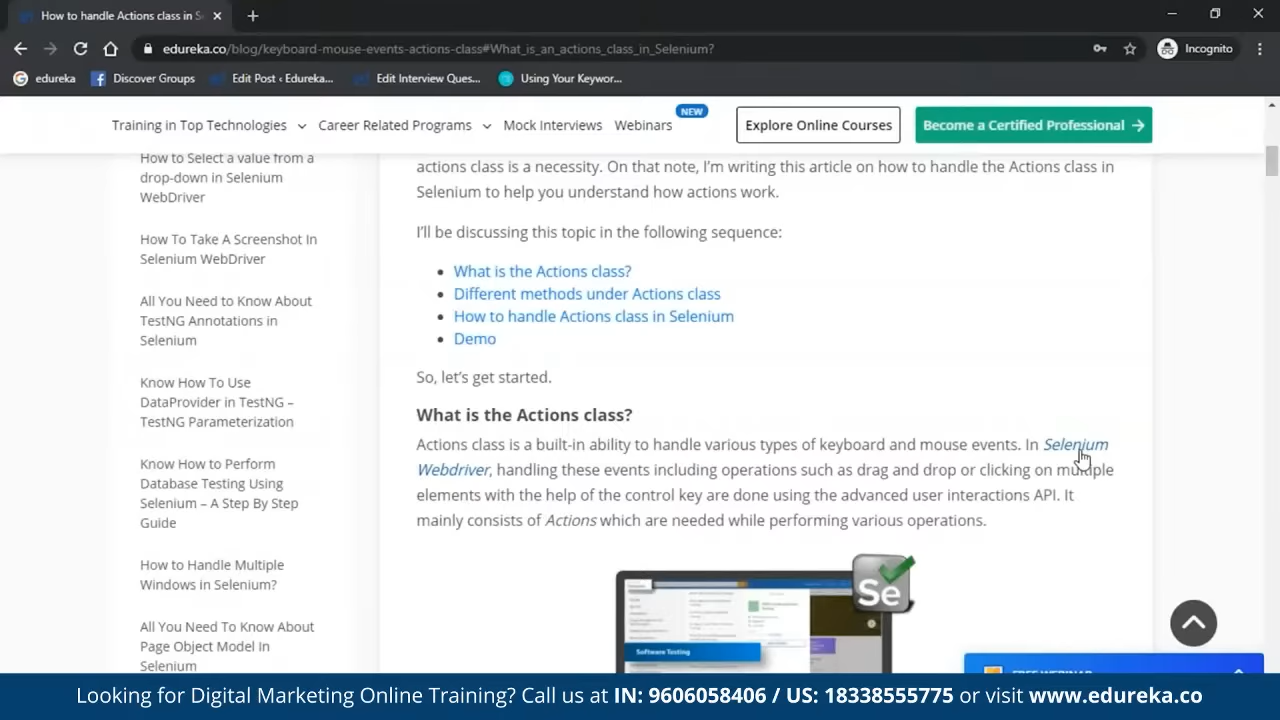 How to handle Actions class in S
edureka.co/blog/keyboard-mouse-events-actions-class#What_is_an_actions_class_in_Selenium?
Incognito
edureka
Discover Groups
Edit Post ‹ Edureka...
Edit Interview Ques...
Using Your Keywor...
NEW
Training in Top Technologies
Career Related Programs
Mock Interviews
Webinars
Explore Online Courses
Become a Certified Professional
How to Select a value from a
drop-down in Selenium
WebDriver
How To Take A Screenshot In
Selenium WebDriver
All You Need to Know About
TestNG Annotations in
Selenium
Know How To Use
DataProvider in TestNG –
TestNG Parameterization
Know How to Perform
Database Testing Using
Selenium – A Step By Step
Guide
How to Handle Multiple
Windows in Selenium?
All You Need To Know About
Page Object Model In
Selenium
actions class is a necessity. On that note, I’m writing this article on how to handle the Actions class in
Selenium to help you understand how actions work.
I’ll be discussing this topic in the following sequence:
What is the Actions class?
Different methods under Actions class
How to handle Actions class in Selenium
Demo
So, let’s get started.
What is the Actions class?
Actions class is a built-in ability to handle various types of keyboard and mouse events. In Selenium
Webdriver, handling these events including operations such as drag and drop or clicking on multiple
elements with the help of the control key are done using the advanced user interactions API. It
mainly consists of Actions which are needed while performing various operations.
Se
Software Testing
FREE WEBINAR
Looking for Digital Marketing Online Training? Call us at IN: 9606058406 / US: 18338555775 or visit www.edureka.co